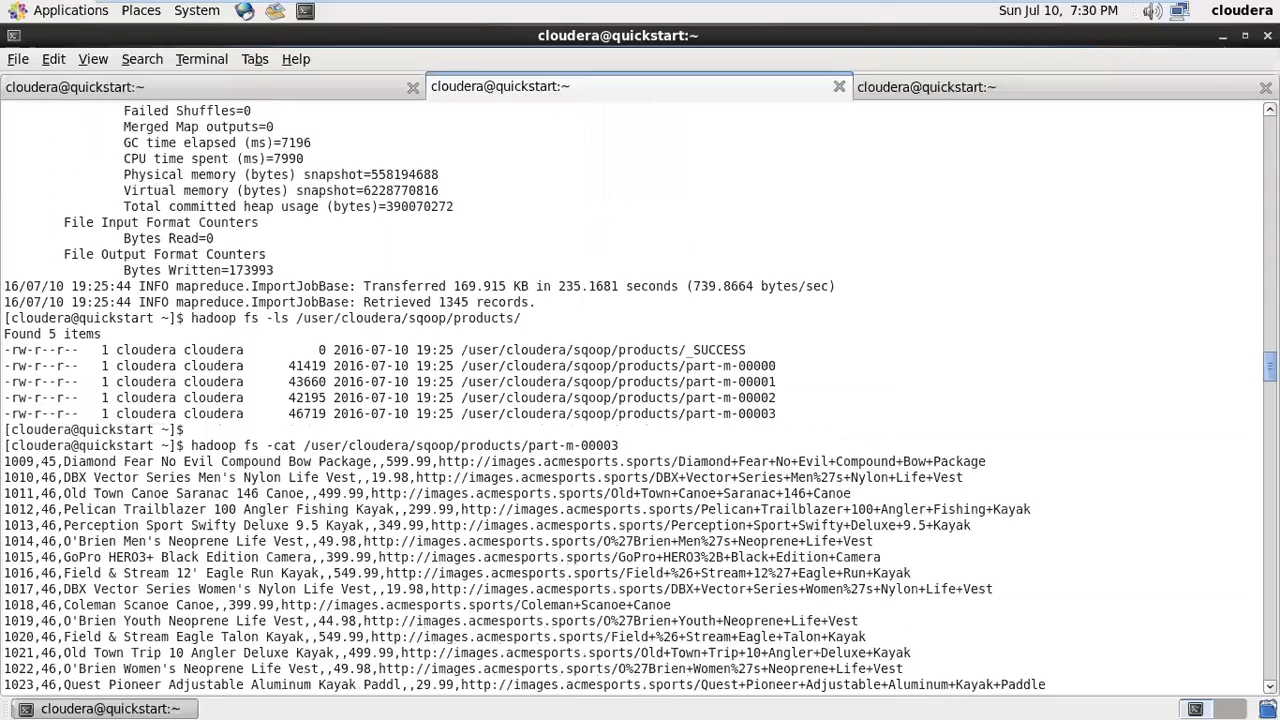 Applications Places System Sun Jul 10, 7:30 PM cloudera
cloudera@quickstart:~
File Edit View Search Terminal Tabs Help
cloudera@quickstart:~ cloudera@quickstart:~ cloudera@quickstart:~
Failed Shuffles=0
Merged Map outputs=0
GC time elapsed (ms)=7196
CPU time spent (ms)=7990
Physical memory (bytes) snapshot=558194688
Virtual memory (bytes) snapshot=6228770816
Total committed heap usage (bytes)=390070272
File Input Format Counters
Bytes Read=0
File Output Format Counters
Bytes Written=173993
16/07/10 19:25:44 INFO mapreduce.ImportJobBase: Transferred 169.915 KB in 235.1681 seconds (739.8664 bytes/sec)
16/07/10 19:25:44 INFO mapreduce.ImportJobBase: Retrieved 1345 records.
[cloudera@quickstart ~]$ hadoop fs -ls /user/cloudera/sqoop/products/
Found 5 items
-rw-r--r-- 1 cloudera cloudera 0 2016-07-10 19:25 /user/cloudera/sqoop/products/_SUCCESS
-rw-r--r-- 1 cloudera cloudera 41419 2016-07-10 19:25 /user/cloudera/sqoop/products/part-m-00000
-rw-r--r-- 1 cloudera cloudera 43660 2016-07-10 19:25 /user/cloudera/sqoop/products/part-m-00001
-rw-r--r-- 1 cloudera cloudera 42195 2016-07-10 19:25 /user/cloudera/sqoop/products/part-m-00002
-rw-r--r-- 1 cloudera cloudera 46719 2016-07-10 19:25 /user/cloudera/sqoop/products/part-m-00003
[cloudera@quickstart ~]$
[cloudera@quickstart ~]$ hadoop fs -cat /user/cloudera/sqoop/products/part-m-00003
1009,45,Diamond Fear No Evil Compound Bow Package,,599.99,http://images.acmesports.sports/Diamond+Fear+No+Evil+Compound+Bow+Package
1010,46,DBX Vector Series Men's Nylon Life Vest,,19.98,http://images.acmesports.sports/DBX+Vector+Series+Men%27s+Nylon+Life+Vest
1011,46,Old Town Canoe Saranac 146 Canoe,,499.99,http://images.acmesports.sports/Old+Town+Canoe+Saranac+146+Canoe
1012,46,Pelican Trailblazer 100 Angler Fishing Kayak,,299.99,http://images.acmesports.sports/Pelican+Trailblazer+100+Angler+Fishing+Kayak
1013,46,Perception Sport Swifty Deluxe 9.5 Kayak,,349.99,http://images.acmesports.sports/Perception+Sport+Swifty+Deluxe+9.5+Kayak
1014,46,O'Brien Men's Neoprene Life Vest,,49.98,http://images.acmesports.sports/O%27Brien+Men%27s+Neoprene+Life+Vest
1015,46,GoPro HERO3+ Black Edition Camera,,399.99,http://images.acmesports.sports/GoPro+HERO3%2B+Black+Edition+Camera
1016,46,Field & Stream 12' Eagle Run Kayak,,549.99,http://images.acmesports.sports/Field+%26+Stream+12%27+Eagle+Run+Kayak
1017,46,DBX Vector Series Women's Nylon Life Vest,,19.98,http://images.acmesports.sports/DBX+Vector+Series+Women%27s+Nylon+Life+Vest
1018,46,Coleman Scanoe Canoe,,399.99,http://images.acmesports.sports/Coleman+Scanoe+Canoe
1019,46,O'Brien Youth Neoprene Life Vest,,44.98,http://images.acmesports.sports/O%27Brien+Youth+Neoprene+Life+Vest
1020,46,Field & Stream Eagle Talon Kayak,,549.99,http://images.acmesports.sports/Field+%26+Stream+Eagle+Talon+Kayak
1021,46,Old Town Trip 10 Angler Deluxe Kayak,,499.99,http://images.acmesports.sports/Old+Town+Trip+10+Angler+Deluxe+Kayak
1022,46,O'Brien Women's Neoprene Life Vest,,49.98,http://images.acmesports.sports/O%27Brien+Women%27s+Neoprene+Life+Vest
1023,46,Quest Pioneer Adjustable Aluminum Kayak Paddl,,29.99,http://images.acmesports.sports/Quest+Pioneer+Adjustable+Aluminum+Kayak+Paddle
cloudera@quickstart:~